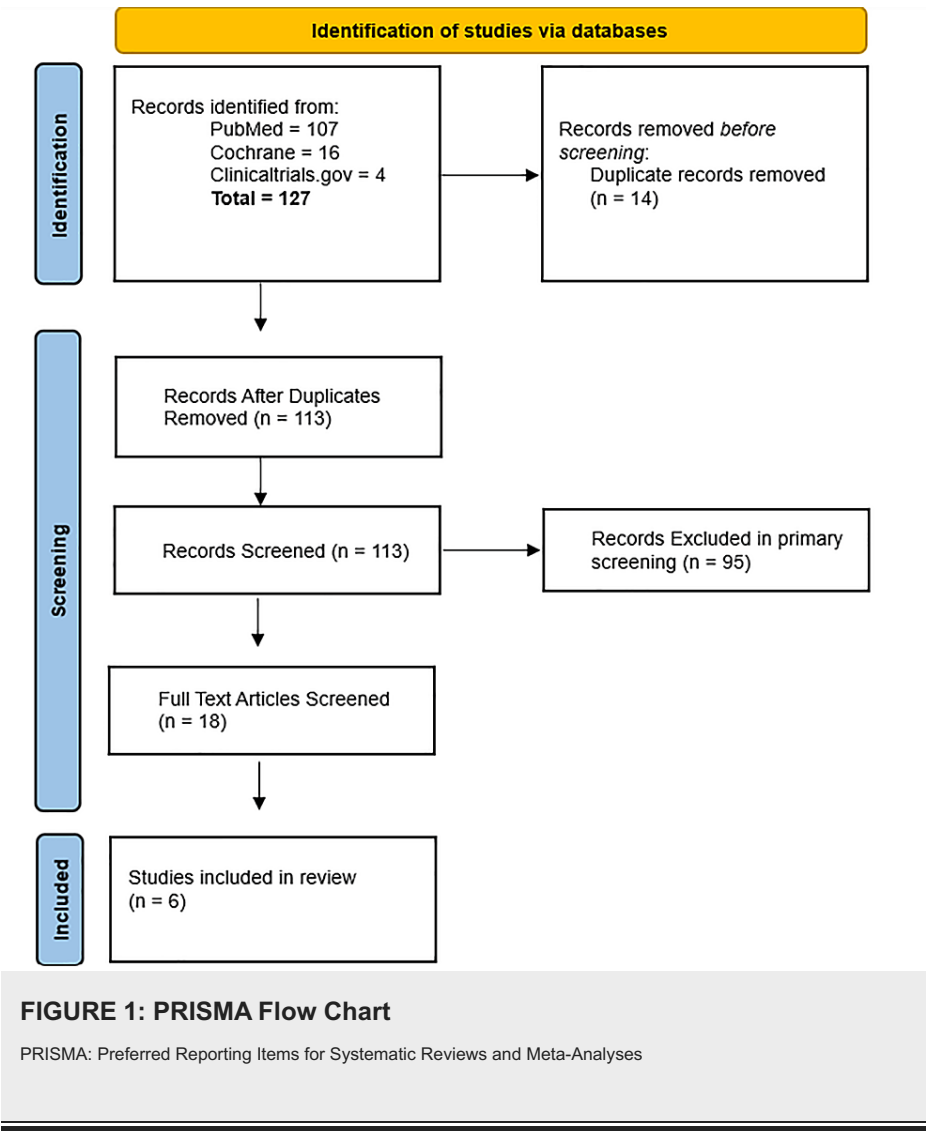 Identification of studies via databases
Identification
Records identified from:
PubMed = 107
Cochrane = 16
Clinicaltrials.gov = 4
Total = 127
Records removed before
screening:
Duplicate records removed
(n = 14)
Screening
Records After Duplicates
Removed (n = 113)
Records Screened (n = 113)
Records Excluded in primary
screening (n = 95)
Full Text Articles Screened
(n = 18)
Included
Studies included in review
(n = 6)
FIGURE 1: PRISMA Flow Chart
PRISMA: Preferred Reporting Items for Systematic Reviews and Meta-Analyses